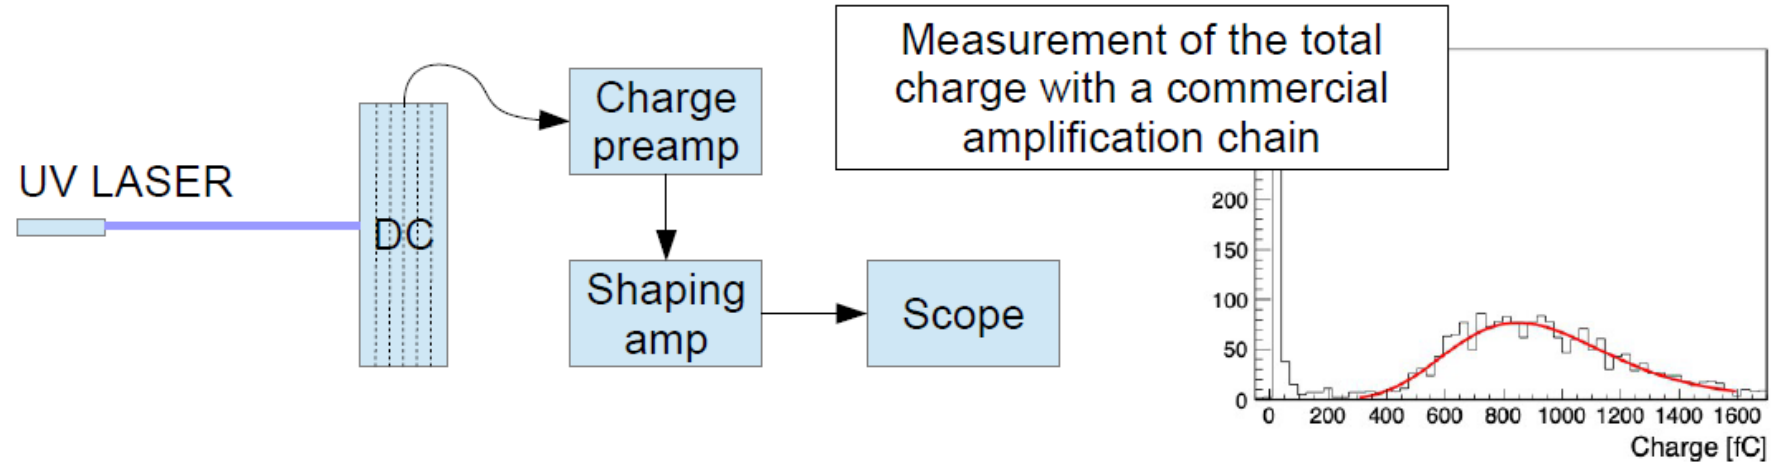 UV LASER
DC
Charge
preamp
Shaping
amp
Scope
Measurement of the total
charge with a commercial
amplification chain
200
150
100
50
0
0 200 400 600 800 1000 1200 1400 1600
Charge [fC]